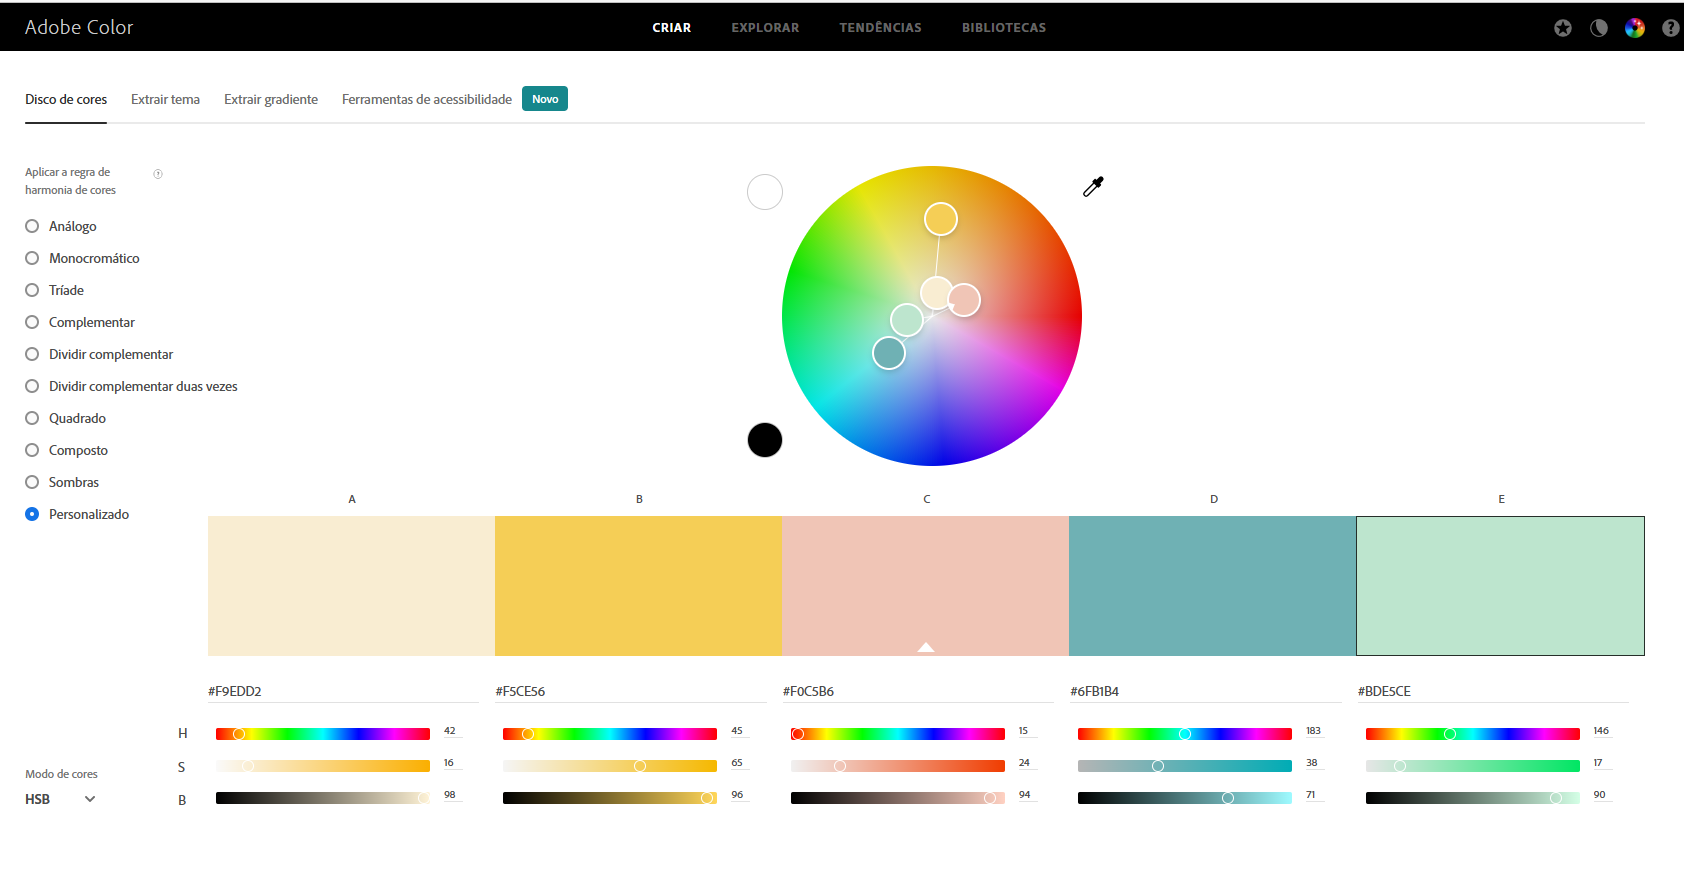 Adobe Color
CRIAR EXPLORAR TENDÊNCIAS BIBLIOTECAS
Disco de cores Extrair tema Extrair gradiente Ferramentas de acessibilidade Novo
Aplicar a regra de
harmonia de cores
Análogo
Monocromático
Tríade
Complementar
Dividir complementar
Dividir complementar duas vezes
Quadrado
Composto
Sombras
Personalizado
A B C D E
#F9EDD2 #F5CE56 #F0C5B6 #6FB1B4 #BDE5CE
H 42 45 15 183 146
S 16 65 24 38 17
B 98 96 94 71 90
Modo de cores
HSB